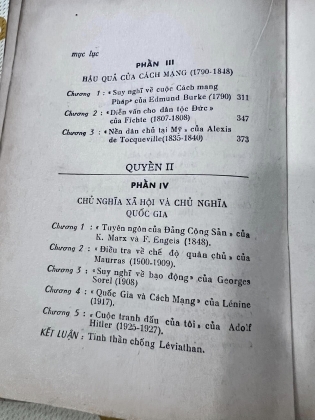 mục lục
PHẦN III
HẬU QUẢ CỦA CÁCH MẠNG (1790-1848)
Chương 1 : «Suy nghĩ về cuộc Cách mạng
Pháp» của Edmund Burke (1790) 311
Chương 2 : «Diễn văn cho dân tộc Đức»
của Fichte (1807-1808) 347
Chương 3 : «Nền dân chủ tại Mỹ» của Alexis
de Tocqueville(1835-1840) 373
QUYỂN II
PHẦN IV
CHỦ NGHĨA XÃ HỘI VÀ CHỦ NGHĨA
QUỐC GIA
Chương 1 : «Tuyên ngôn của Đảng Cộng Sản» của
K. Marx và F. Engels (1848).
Chương 2 : «Điều tra về chế độ quân chủ» của
Maurras (1900-1909).
Chương 3 : «Suy nghĩ về bạo động» của Georges
Sorel (1908)
Chương 4 : «Quốc Gia và Cách Mạng» của Lénine
(1917).
Chương 5 : «Cuộc tranh đấu của tôi» của Adolf
Hitler (1925-1927).
KẾT LUẬN : Tinh thần chống Léviathan.